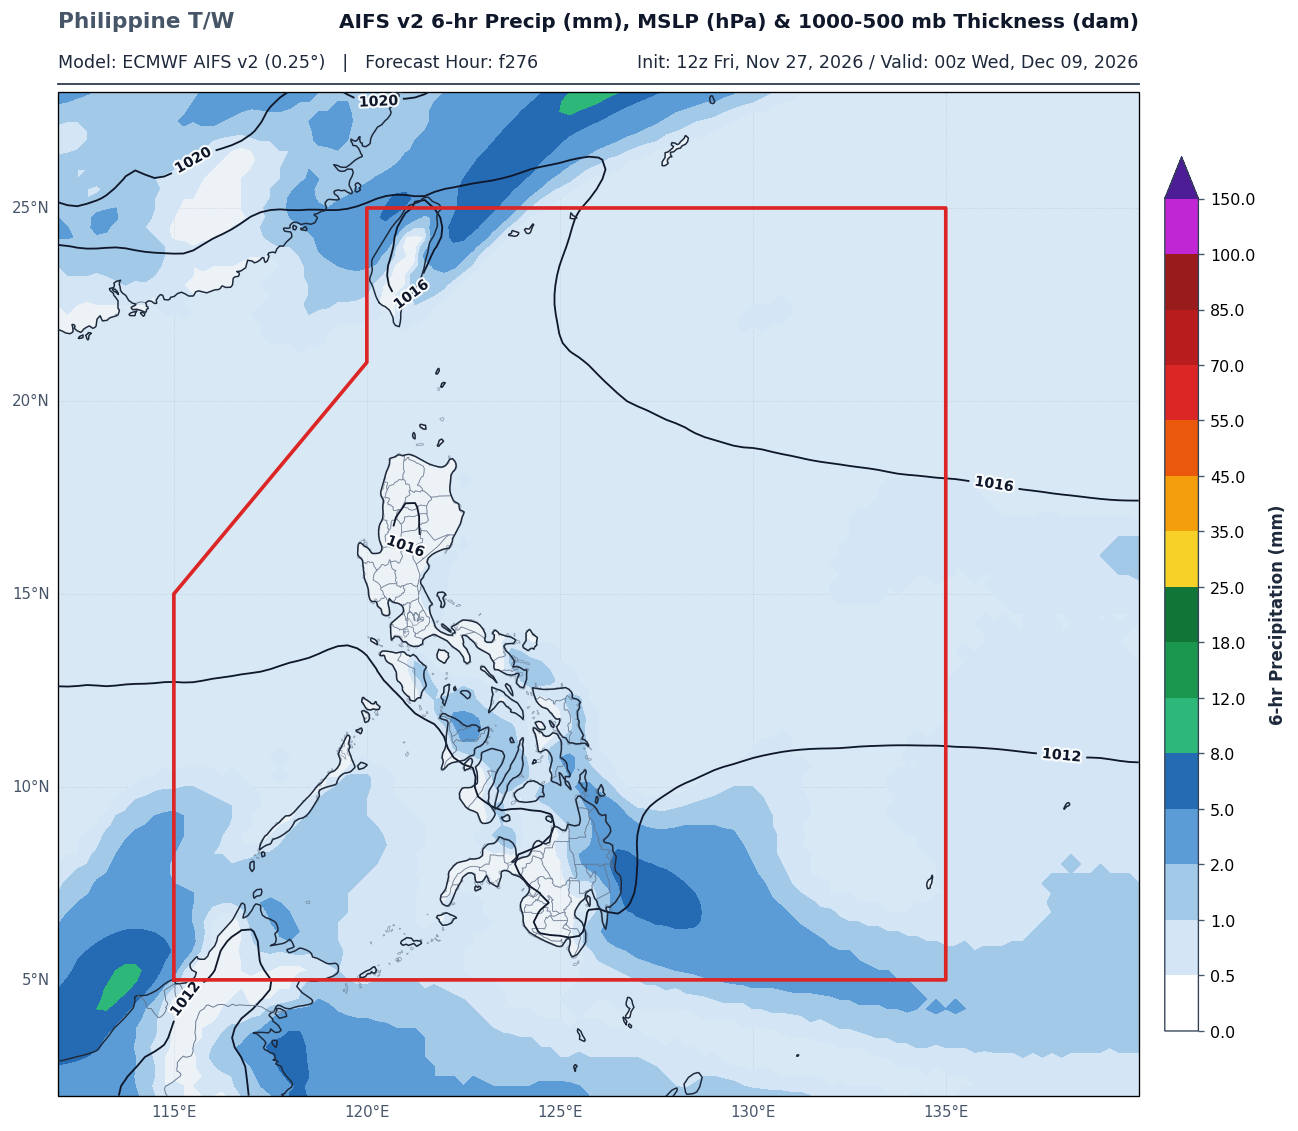 Philippine T/W
AIFS v2 6-hr Precip (mm), MSLP (hPa) & 1000-500 mb Thickness (dam)
Model: ECMWF AIFS v2 (0.25°) | Forecast Hour: f276
Init: 12z Fri, Nov 27, 2026 / Valid: 00z Wed, Dec 09, 2026
1020
1020
1016
1016
1016
1012
1012
25°N
20°N
15°N
10°N
5°N
115°E
120°E
125°E
130°E
135°E
150.0
100.0
85.0
70.0
55.0
45.0
35.0
25.0
18.0
12.0
8.0
5.0
2.0
1.0
0.5
0.0
6-hr Precipitation (mm)